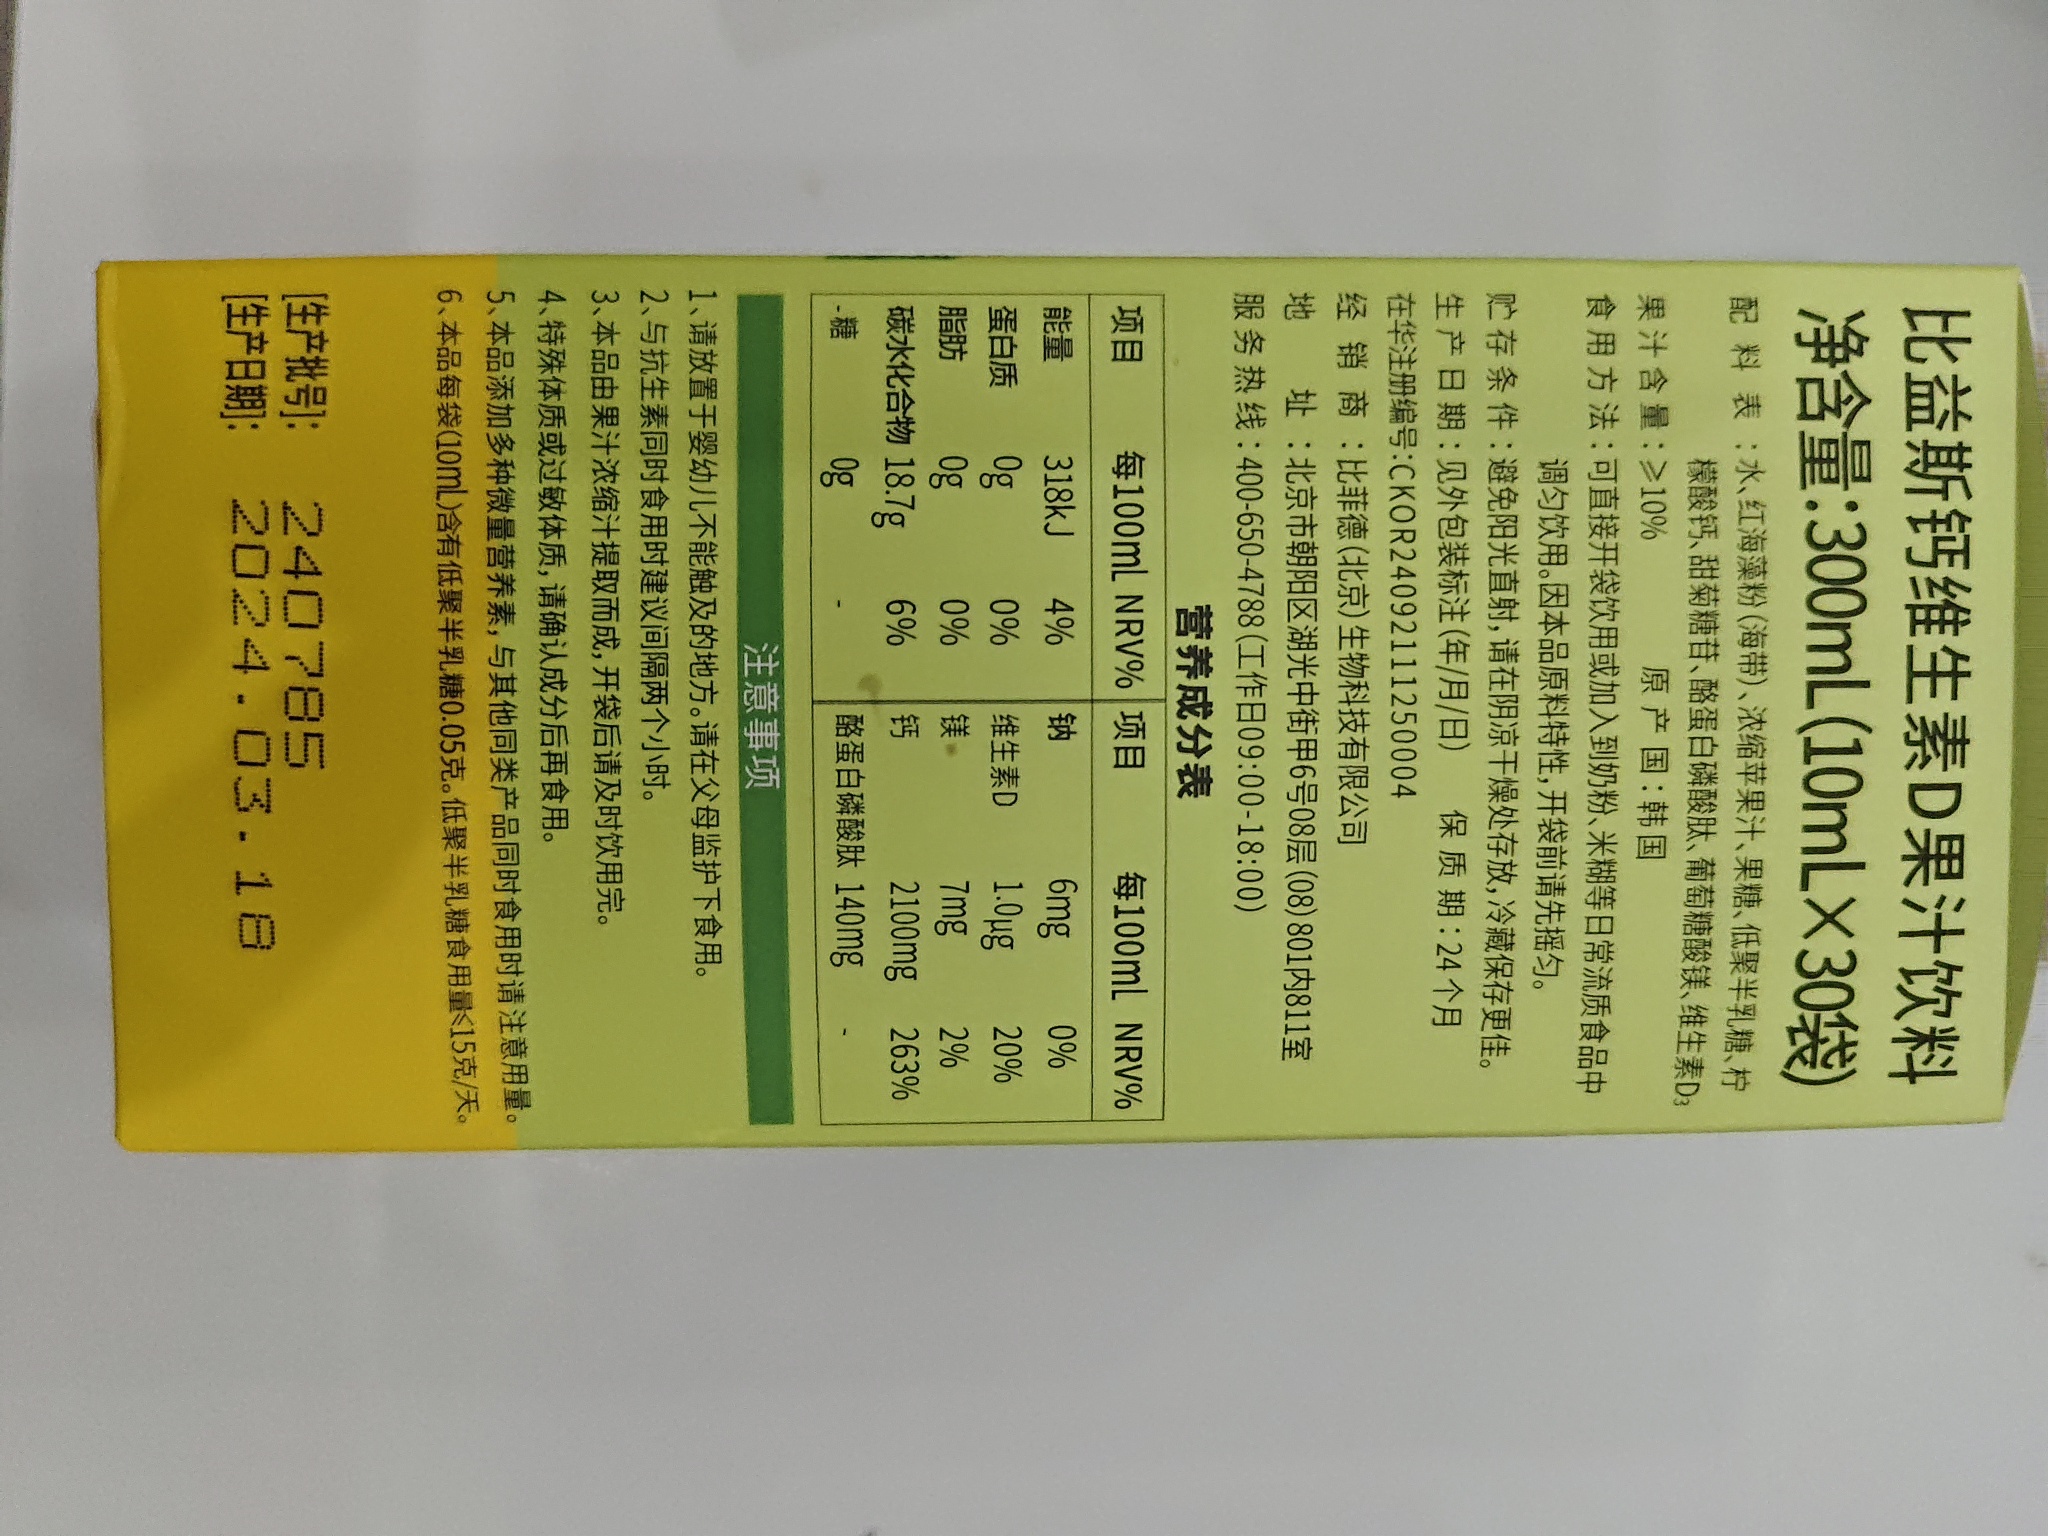 比益斯钙维生素D果汁饮料
净含量:300mL(10mL×30袋)
配料表:水、红海藻粉(海带)、浓缩苹果汁、果糖、低聚半乳糖、柠
檬酸钙、甜菊糖苷、酪蛋白磷酸肽、葡萄糖酸镁、维生素D₃
果汁含量:≥10% 原产国:韩国
食用方法:可直接开袋饮用或加入到奶粉、米糊等日常流质食品中
调匀饮用。因本品原料特性,开袋前请先摇匀。
贮存条件:避免阳光直射,请在阴凉干燥处存放,冷藏保存更佳。
生产日期:见外包装标注(年/月/日) 保质期:24个月
在华注册编号:CKOR24092111250004
经销商:比菲德(北京)生物科技有限公司
地址:北京市朝阳区湖光中街甲6号08层(08)801内811室
服务热线:400-650-4788(工作日09:00-18:00)
营养成分表
项目 每100mL NRV% 项目 每100mL NRV%
能量 318kJ 4% 钠 6mg 0%
蛋白质 0g 0% 维生素D 1.0μg 20%
脂肪 0g 0% 镁 7mg 2%
碳水化合物 18.7g 6% 钙 2100mg 263%
-糖 0g - 酪蛋白磷酸肽 140mg -
注意事项
1、请放置于婴幼儿不能触及的地方。请在父母监护下食用。
2、与抗生素同时食用时建议间隔两个小时。
3、本品由果汁浓缩汁提取而成,开袋后请及时饮用完。
4、特殊体质或过敏体质,请确认成分后再食用。
5、本品添加多种微量营养素,与其他同类产品同时食用时请注意用量。
6、本品每袋(10mL)含有低聚半乳糖0.05克。低聚半乳糖食用量≤15克/天。
[生产批号]: 240785
[生产日期]: 2024.03.18